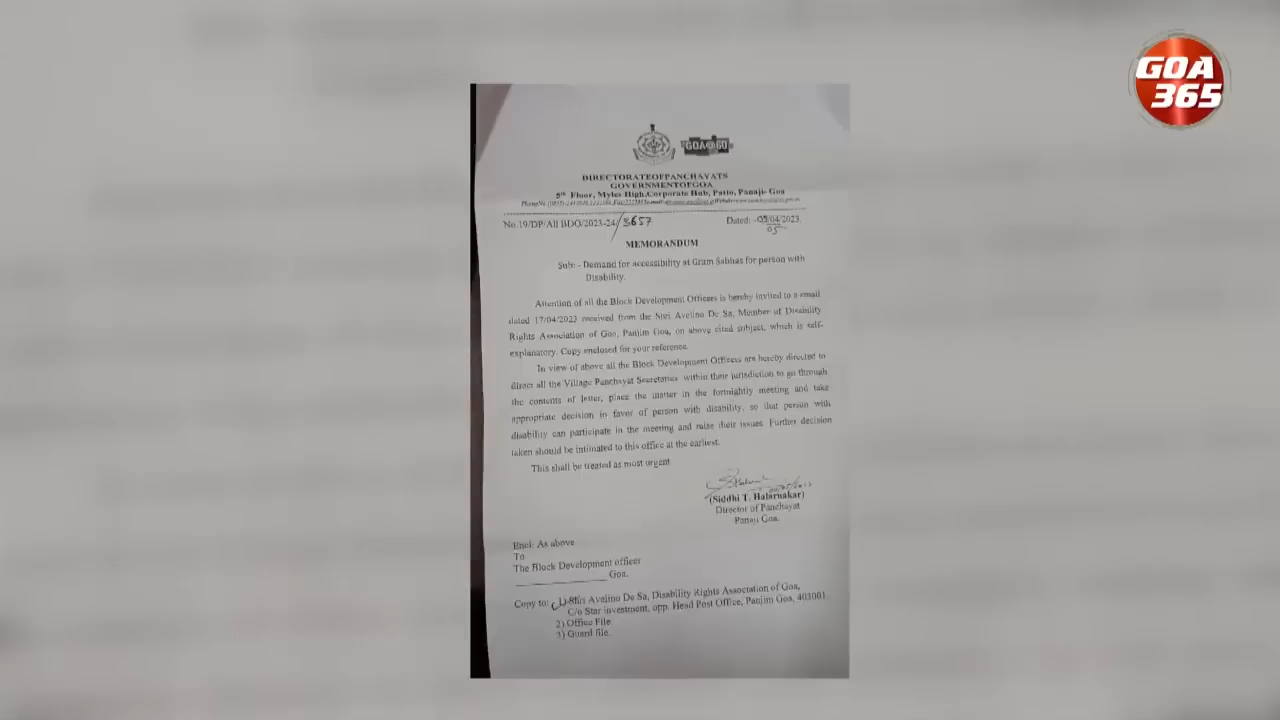 GOA
365
GOA@60
DIRECTORATEOFPANCHAYATS
GOVERNMENTOFGOA
5th Floor, Myles High,Corporate Hub, Patto, Panaji- Goa
No.19/DP/All BDO/2023-24/3657 Dated: -09/04/2023.
05
MEMORANDUM
Sub: - Demand for accessibility at Gram Sabhas for person with
Disability.
Attention of all the Block Development Officers is hereby invited to a email
dated 17/04/2023 received from the Shri Avelino De Sa, Member of Disability
Rights Association of Goa, Panjim Goa, on above cited subject, which is self-
explanatory. Copy enclosed for your reference.
In view of above all the Block Development Officers are hereby directed to
direct all the Village Panchayat Secretaries within their jurisdiction to go through
the contents of letter, place the matter in the fortnightly meeting and take
appropriate decision in favor of person with disability, so that person with
disability can participate in the meeting and raise their issues. Further decision
taken should be intimated to this office at the earliest.
This shall be treated as most urgent
(Siddhi T. Halarnakar)
Director of Panchayat
Panaji Goa.
Encl: As above
To
The Block Development officer
____________ Goa.
Copy to: 1) Shri Avelino De Sa, Disability Rights Association of Goa,
C/o Star investment, opp. Head Post Office, Panjim Goa, 403001
2) Office File
3) Guard file.